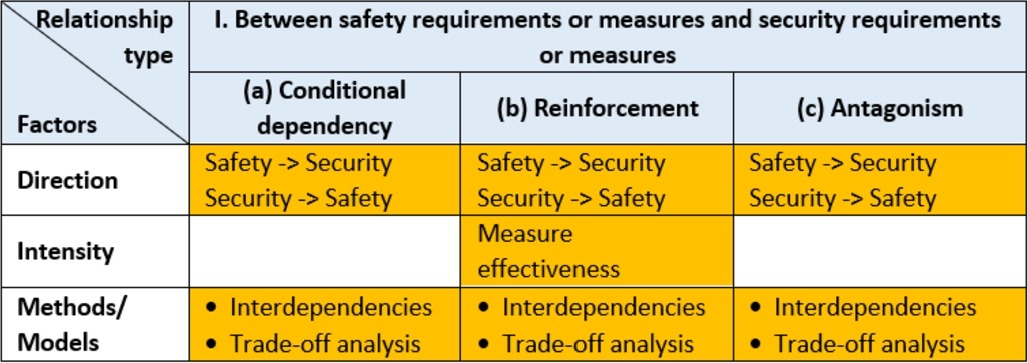 Relationship
type
Factors
I. Between safety requirements or measures and security requirements
or measures
(a) Conditional
dependency
(b) Reinforcement
(c) Antagonism
Direction
Safety -> Security
Security -> Safety
Safety -> Security
Security -> Safety
Safety -> Security
Security -> Safety
Intensity
Measure
effectiveness
Methods/
Models
• Interdependencies
• Trade-off analysis
• Interdependencies
• Trade-off analysis
• Interdependencies
• Trade-off analysis